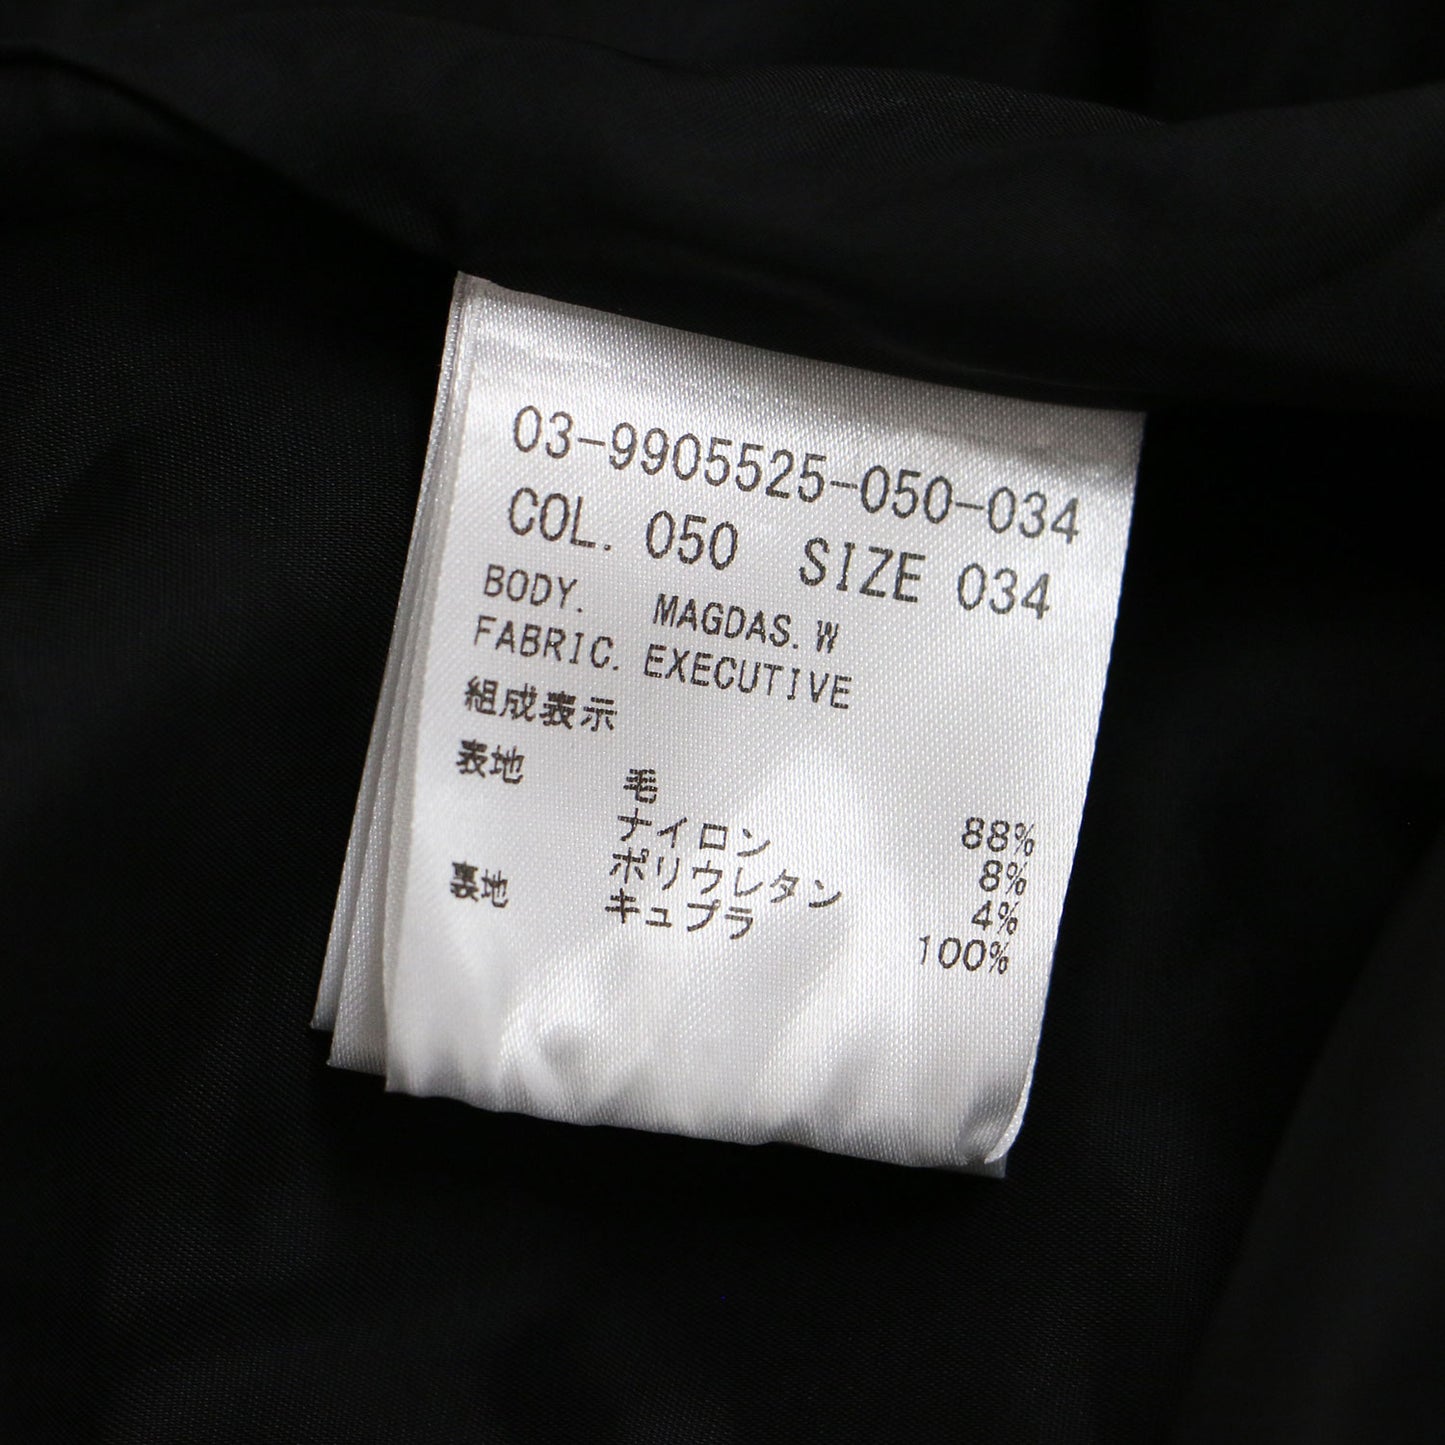 03-9905525-050-034
COL. 050 SIZE 034
BODY. MAGDAS.W
FABRIC. EXECUTIVE
組成表示
表地 毛 88%
ナイロン 8%
ポリウレタン 4%
裏地 キュプラ 100%